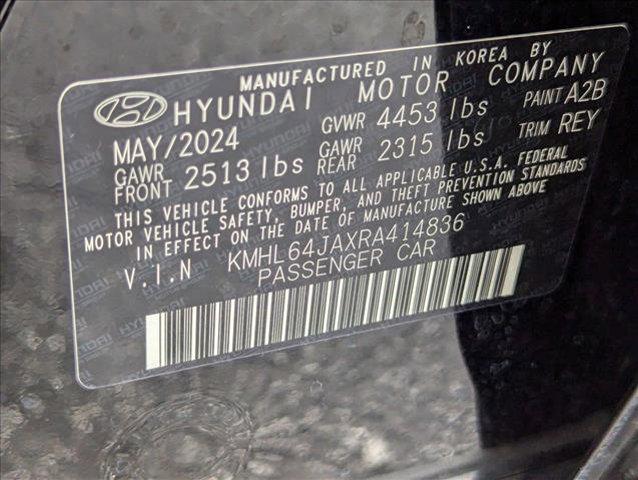 MANUFACTURED IN KOREA BY
HYUNDAI MOTOR COMPANY
MAY/2024 GVWR 4453 lbs PAINT A2B
GAWR FRONT 2513 lbs GAWR REAR 2315 lbs TRIM REY
THIS VEHICLE CONFORMS TO ALL APPLICABLE U.S.A. FEDERAL
MOTOR VEHICLE SAFETY, BUMPER, AND THEFT PREVENTION STANDARDS
IN EFFECT ON THE DATE OF MANUFACTURE SHOWN ABOVE
V.I.N KMHL64JAXRA414836
PASSENGER CAR